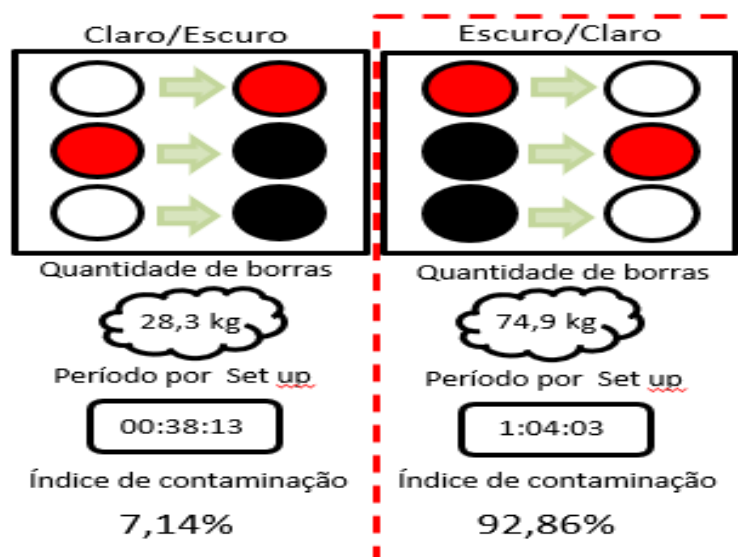 Claro/Escuro
Quantidade de borras
28,3 kg
Período por Set up
00:38:13
Índice de contaminação
7,14%
Escuro/Claro
Quantidade de borras
74,9 kg
Período por Set up
1:04:03
Índice de contaminação
92,86%